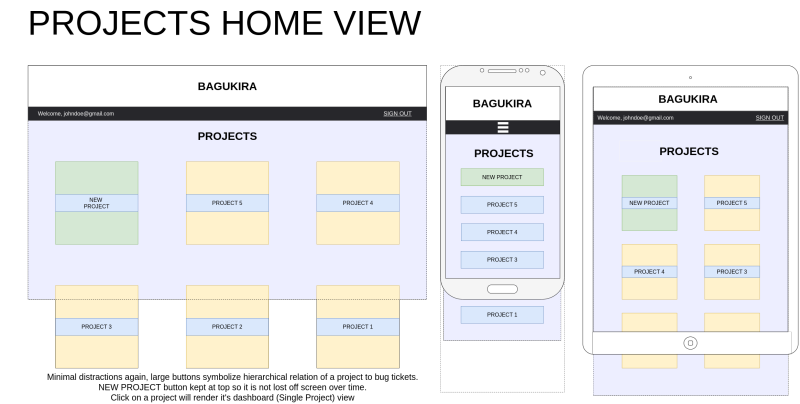 PROJECTS HOME VIEW
BAGUKIRA
Welcome, johndoe@gmail.com
SIGN OUT
PROJECTS
NEW
PROJECT
PROJECT 5
PROJECT 4
PROJECT 3
PROJECT 2
PROJECT 1
Minimal distractions again, large buttons symbolize hierarchical relation of a project to bug tickets.
NEW PROJECT button kept at top so it is not lost off screen over time.
Click on a project will render it's dashboard (Single Project) view
BAGUKIRA
PROJECTS
NEW PROJECT
PROJECT 5
PROJECT 4
PROJECT 3
PROJECT 1
BAGUKIRA
Welcome, johndoe@gmail.com
SIGN OUT
PROJECTS
NEW PROJECT
PROJECT 5
PROJECT 4
PROJECT 3